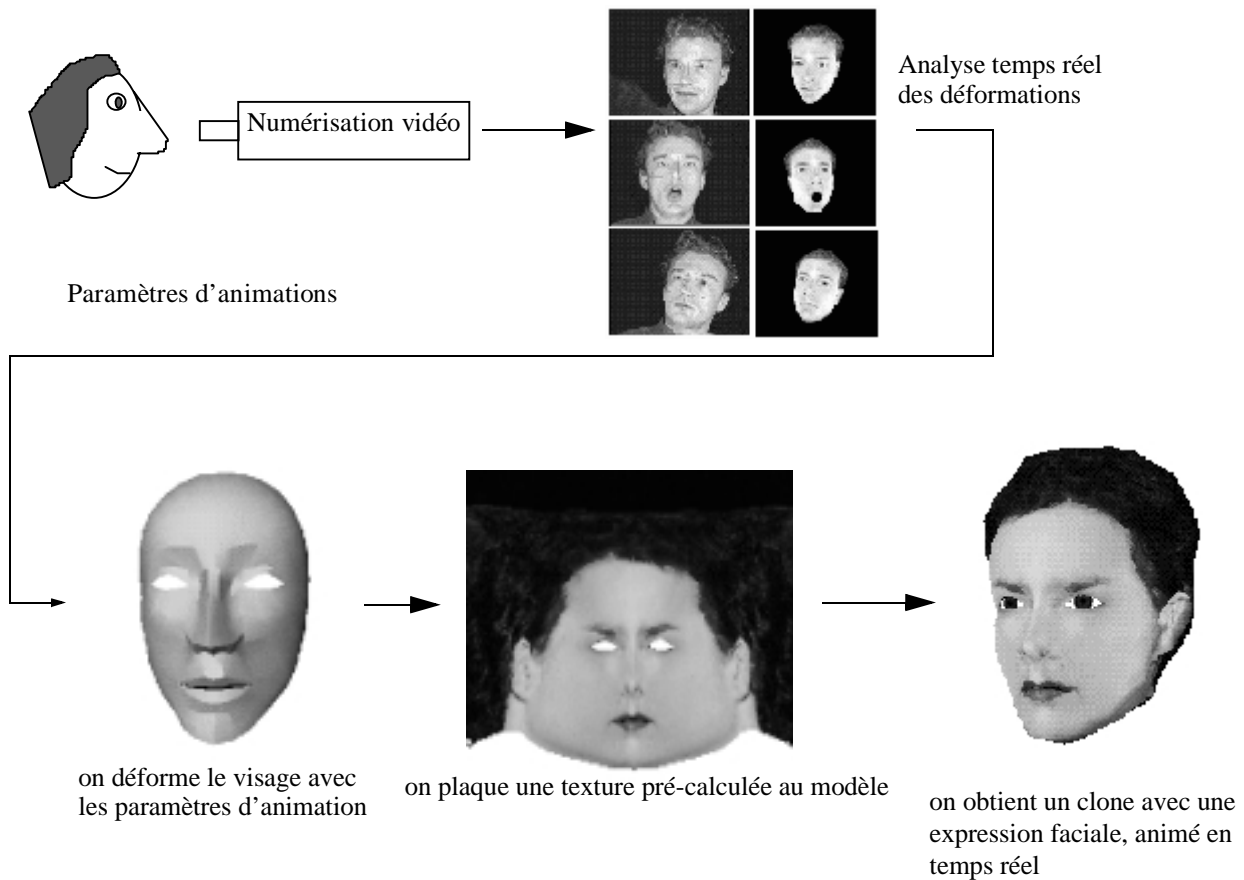 Analyse temps réel
des déformations
Numérisation vidéo
Paramètres d’animations
on déforme le visage avec
les paramètres d’animation
on plaque une texture pré-calculée au modèle
on obtient un clone avec une
expression faciale, animé en
temps réel